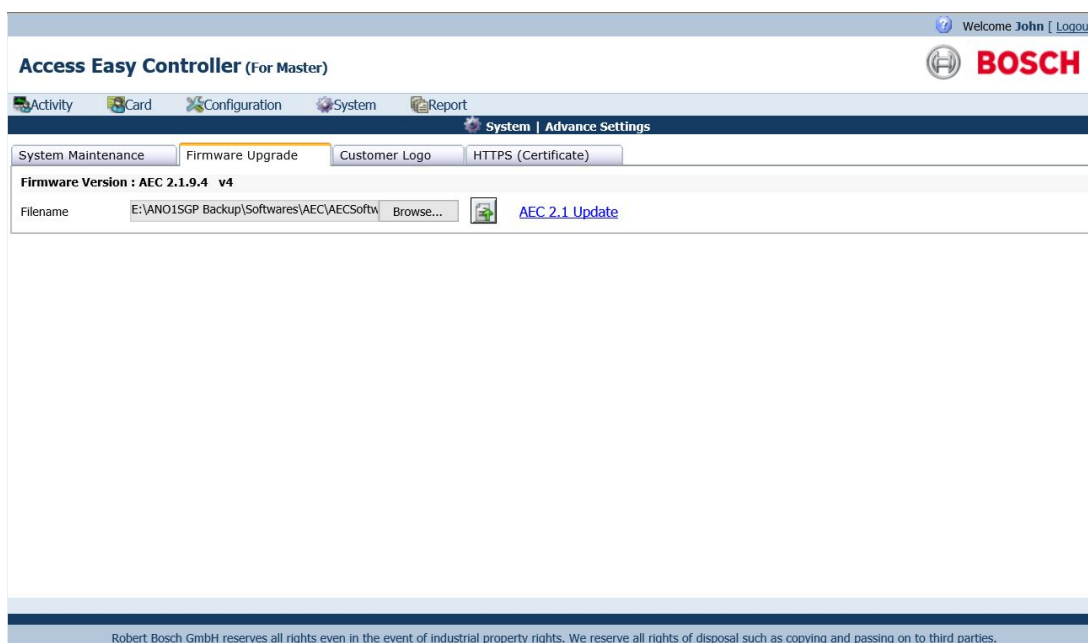 Welcome John [ Logou
Access Easy Controller (For Master)
BOSCH
Activity Card Configuration System Report
System | Advance Settings
System Maintenance Firmware Upgrade Customer Logo HTTPS (Certificate)
Firmware Version : AEC 2.1.9.4 v4
Filename E:\ANO1SGP Backup\Softwares\AEC\AECSoftw Browse... AEC 2.1 Update
Robert Bosch GmbH reserves all rights even in the event of industrial property rights. We reserve all rights of disposal such as copying and passing on to third parties.